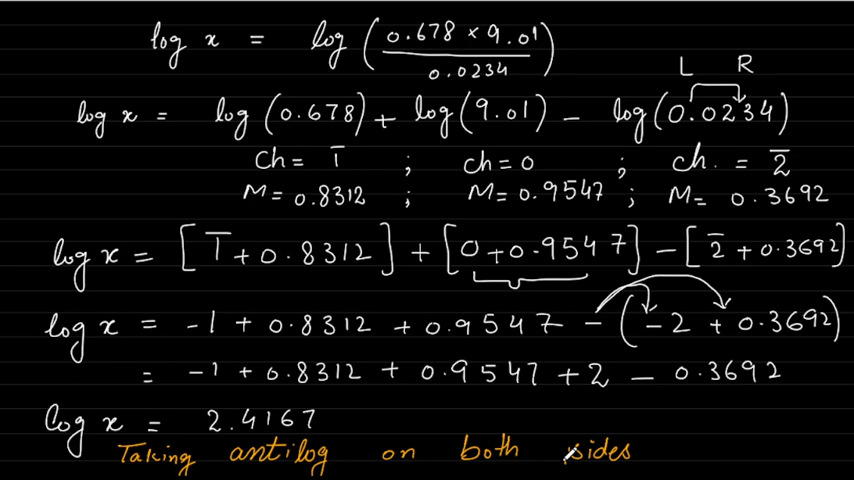 log x = log (0.678 × 9.01 / 0.0234)
L R
log x = log (0.678) + log (9.01) − log (0.0234)
Ch = 1̅ ; ch = 0 ; ch. = 2̅
M = 0.8312 ; M = 0.9547 ; M = 0.3692
log x = [1̅ + 0.8312] + [0 + 0.9547] − [2̅ + 0.3692]
log x = -1 + 0.8312 + 0.9547 − (−2 + 0.3692)
= -1 + 0.8312 + 0.9547 + 2 − 0.3692
log x = 2.4167
Taking antilog on both sides